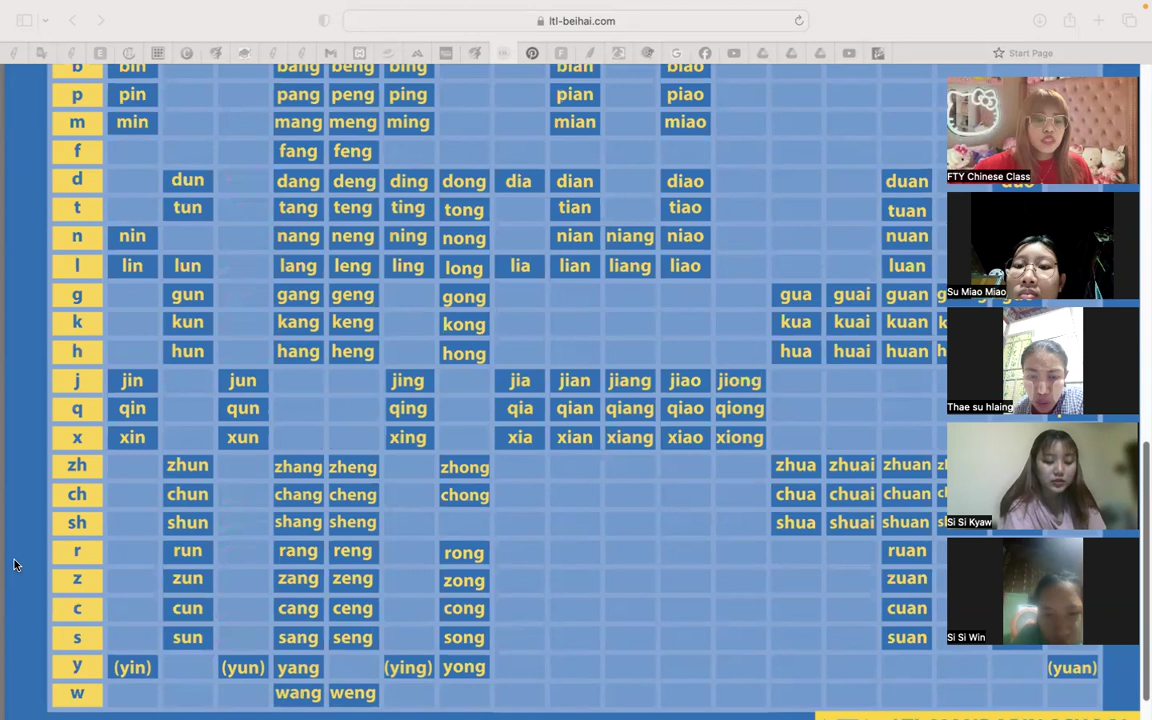 ltl-beihai.com
Start Page
b bin bang beng bing bian biao
p pin pang peng ping pian piao
m min mang meng ming mian miao
f fang feng
d dun dang deng ding dong dia dian diao duan
t tun tang teng ting tong tian tiao tuan
n nin nang neng ning nong nian niang niao nuan
l lin lun lang leng ling long lia lian liang liao luan
g gun gang geng gong gua guai guan
k kun kang keng kong kua kuai kuan
h hun hang heng hong hua huai huan
j jin jun jing jia jian jiang jiao jiong
q qin qun qing qia qian qiang qiao qiong
x xin xun xing xia xian xiang xiao xiong
zh zhun zhang zheng zhong zhua zhuai zhuan
ch chun chang cheng chong chua chuai chuan
sh shun shang sheng shua shuai shuan
r run rang reng rong ruan
z zun zang zeng zong zuan
c cun cang ceng cong cuan
s sun sang seng song suan
y (yin) (yun) yang (ying) yong (yuan)
w wang weng
FTY Chinese Class
Su Miao Miao
Thae su hlaing
Si Si Kyaw
Si Si Win